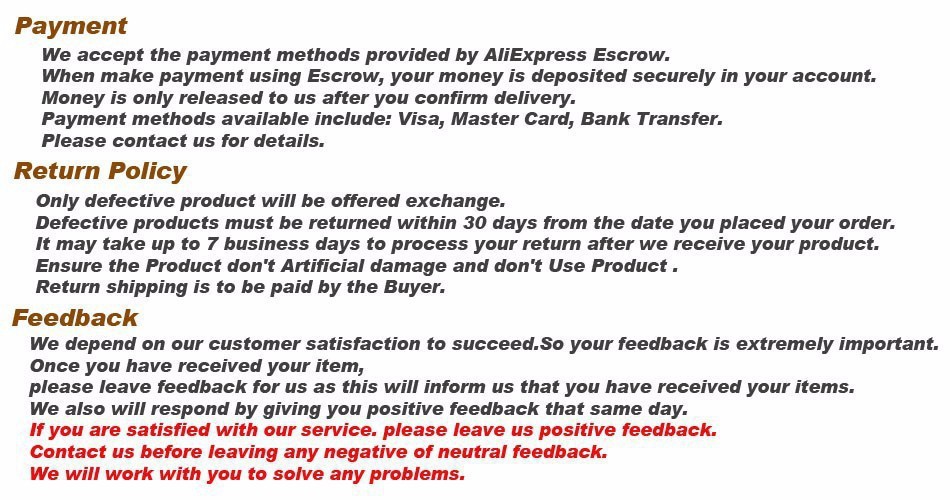 Payment
We accept the payment methods provided by AliExpress Escrow.
When make payment using Escrow, your money is deposited securely in your account.
Money is only released to us after you confirm delivery.
Payment methods available include: Visa, Master Card, Bank Transfer.
Please contact us for details.
Return Policy
Only defective product will be offered exchange.
Defective products must be returned within 30 days from the date you placed your order.
It may take up to 7 business days to process your return after we receive your product.
Ensure the Product don't Artificial damage and don't Use Product .
Return shipping is to be paid by the Buyer.
Feedback
We depend on our customer satisfaction to succeed.So your feedback is extremely important.
Once you have received your item,
please leave feedback for us as this will inform us that you have received your items.
We also will respond by giving you positive feedback that same day.
If you are satisfied with our service. please leave us positive feedback.
Contact us before leaving any negative of neutral feedback.
We will work with you to solve any problems.